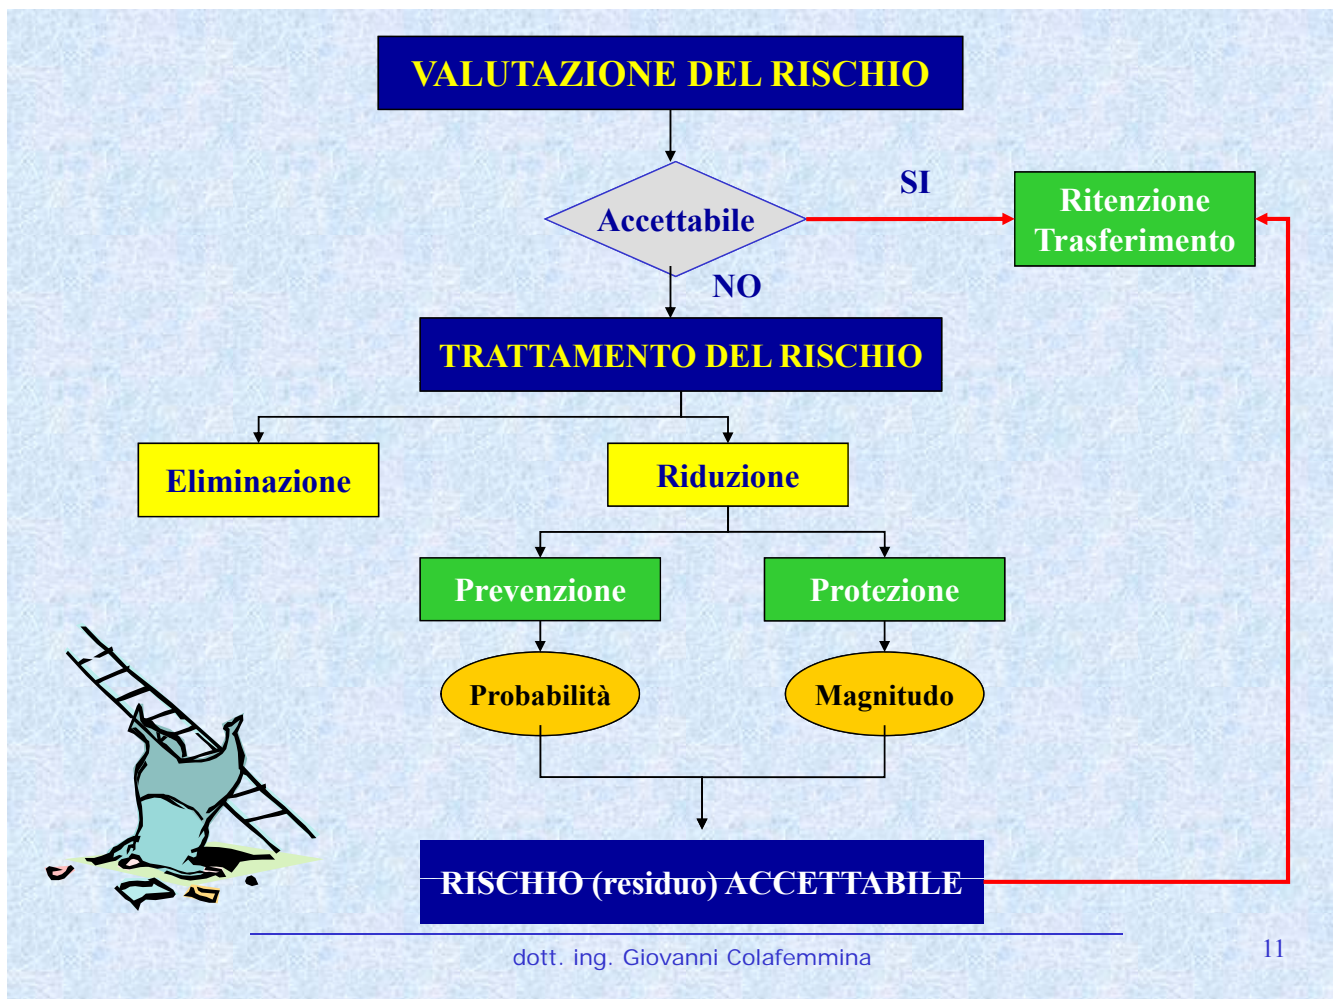 VALUTAZIONE DEL RISCHIO
Accettabile
SI
Ritenzione
Trasferimento
NO
TRATTAMENTO DEL RISCHIO
Eliminazione
Riduzione
Prevenzione
Protezione
Probabilità
Magnitudo
RISCHIO (residuo) ACCETTABILE
dott. ing. Giovanni Colafemmina
11